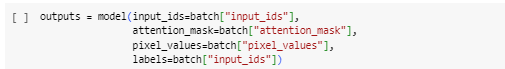 [ ] outputs = model(input_ids=batch["input_ids"],
attention_mask=batch["attention_mask"],
pixel_values=batch["pixel_values"],
labels=batch["input_ids"])